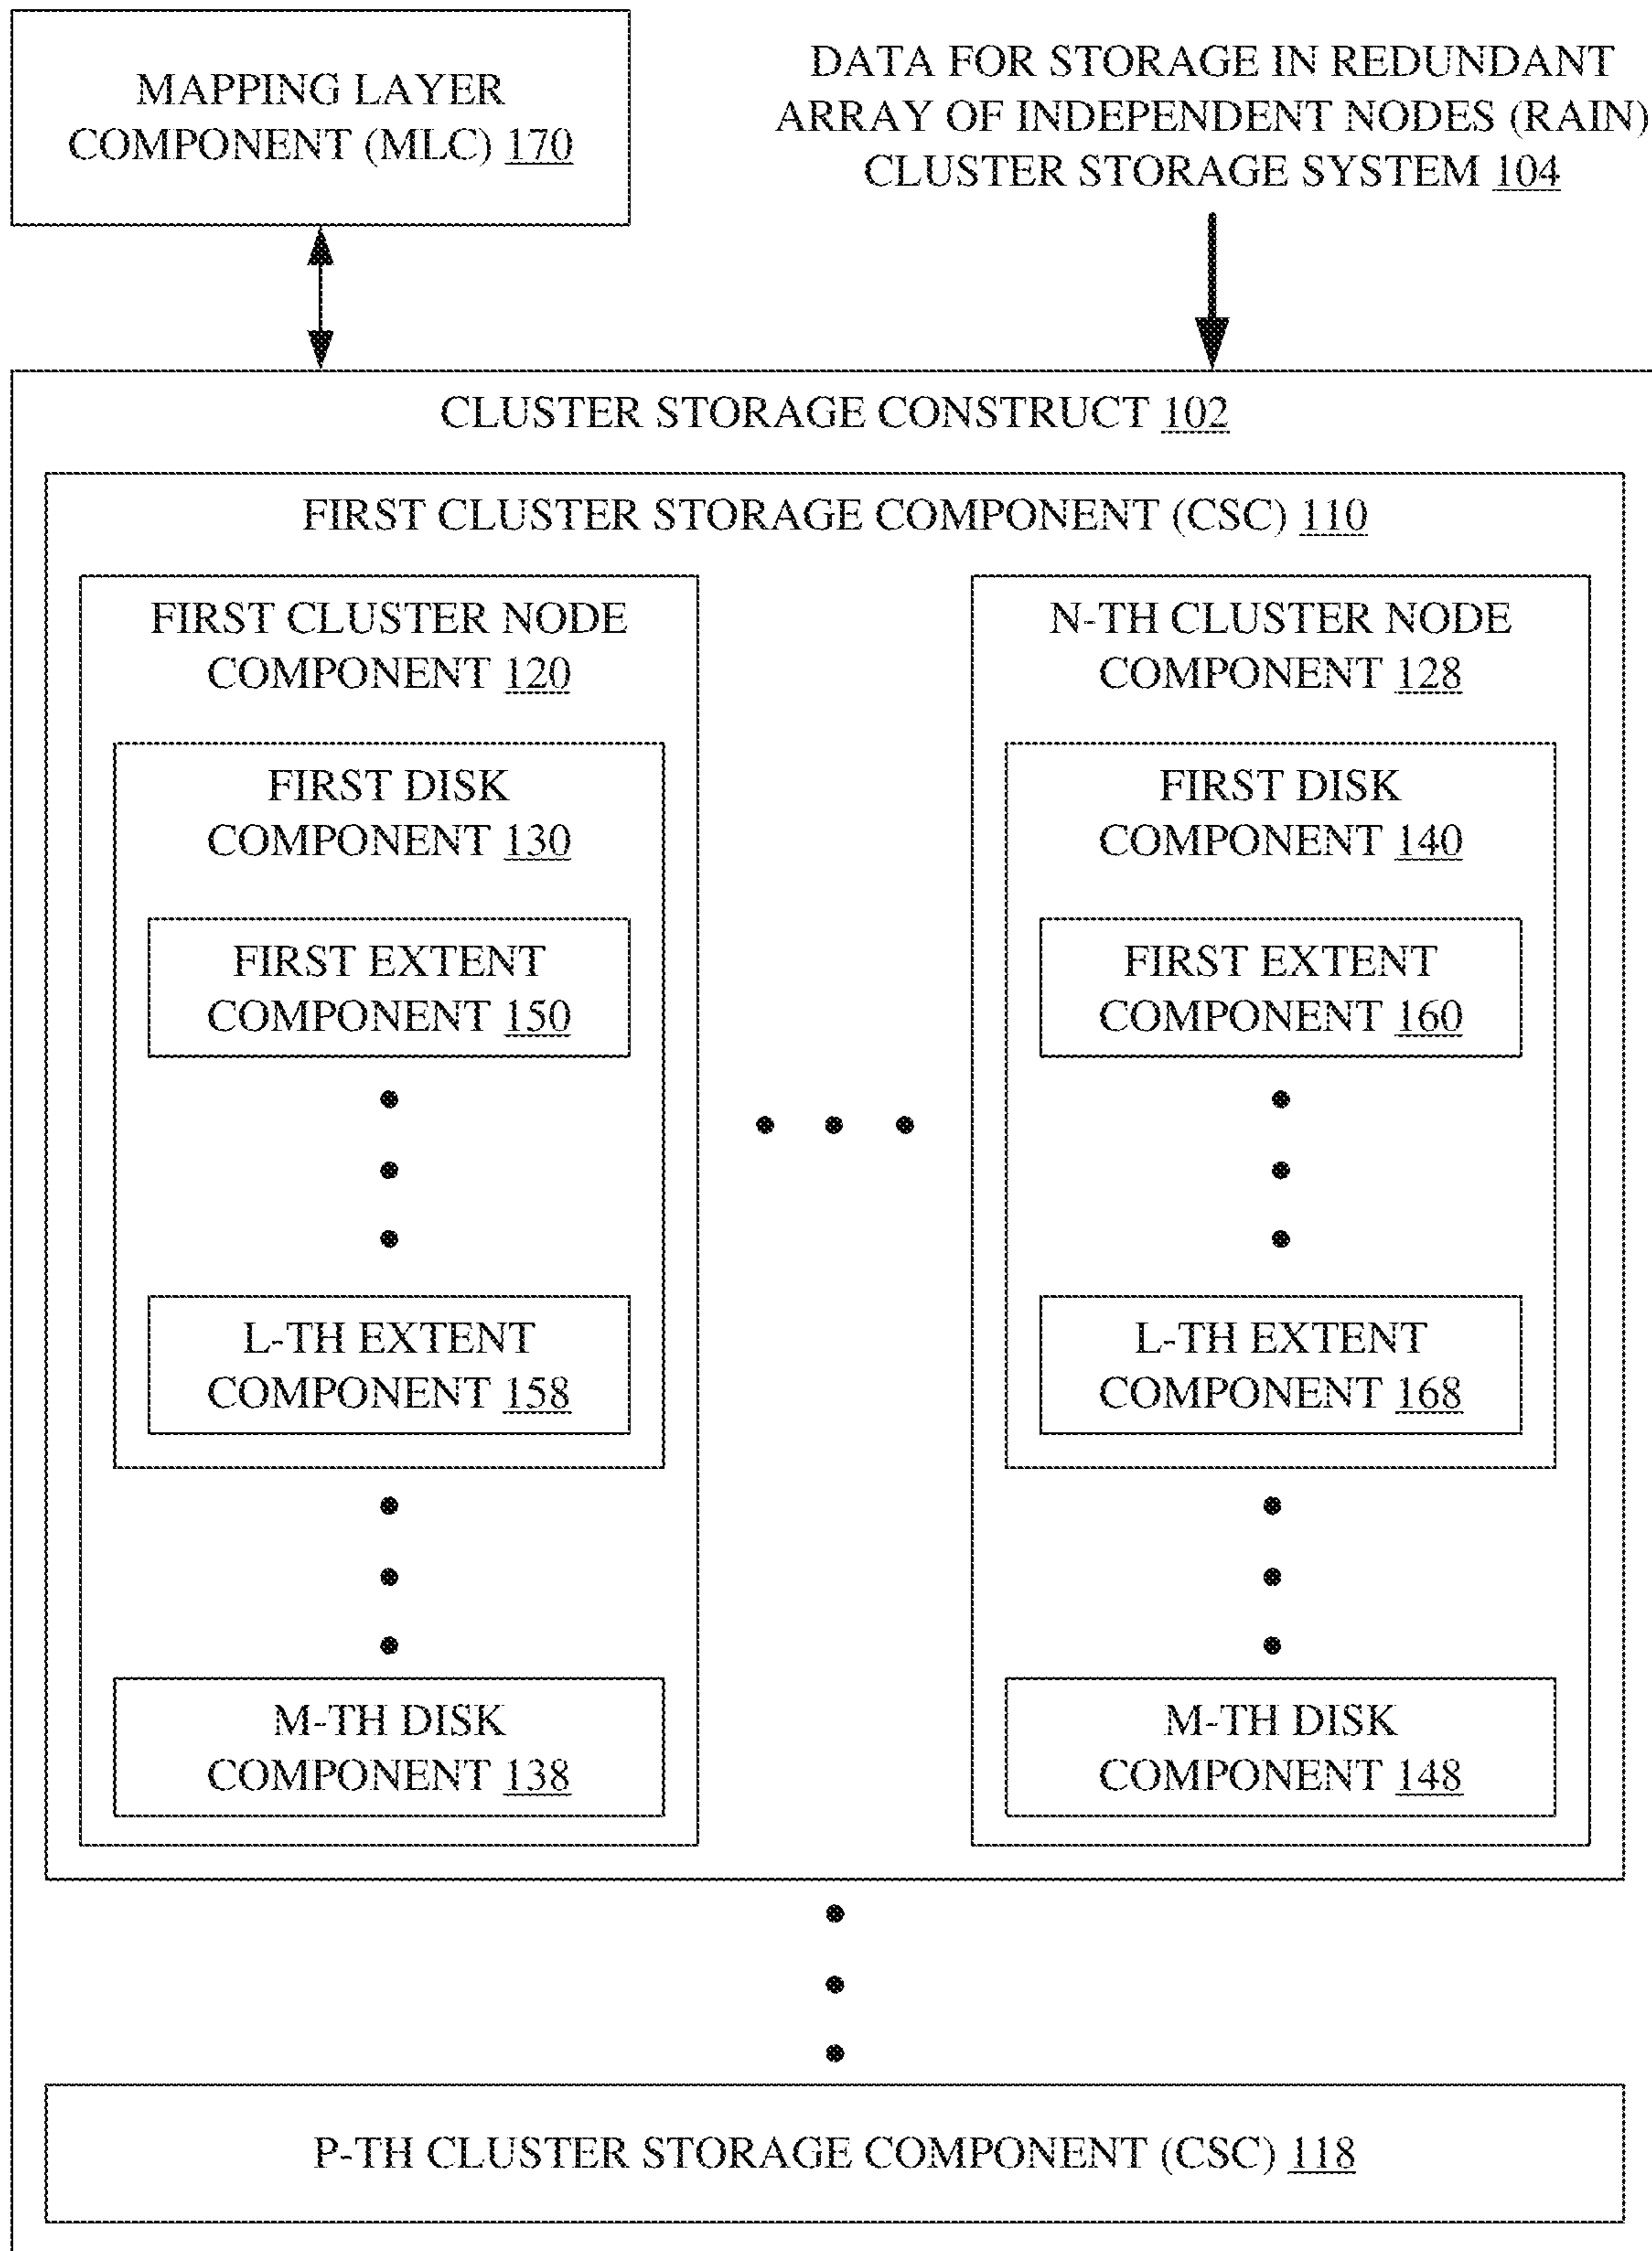 MAPPING LAYER
COMPONENT (MLC) 170
DATA FOR STORAGE IN REDUNDANT
ARRAY OF INDEPENDENT NODES (RAIN)
CLUSTER STORAGE SYSTEM 104
CLUSTER STORAGE CONSTRUCT 102
FIRST CLUSTER STORAGE COMPONENT (CSC) 110
FIRST CLUSTER NODE
COMPONENT 120
FIRST DISK
COMPONENT 130
FIRST EXTENT
COMPONENT 150
L-TH EXTENT
COMPONENT 158
M-TH DISK
COMPONENT 138
N-TH CLUSTER NODE
COMPONENT 128
FIRST DISK
COMPONENT 140
FIRST EXTENT
COMPONENT 160
L-TH EXTENT
COMPONENT 168
M-TH DISK
COMPONENT 148
P-TH CLUSTER STORAGE COMPONENT (CSC) 118